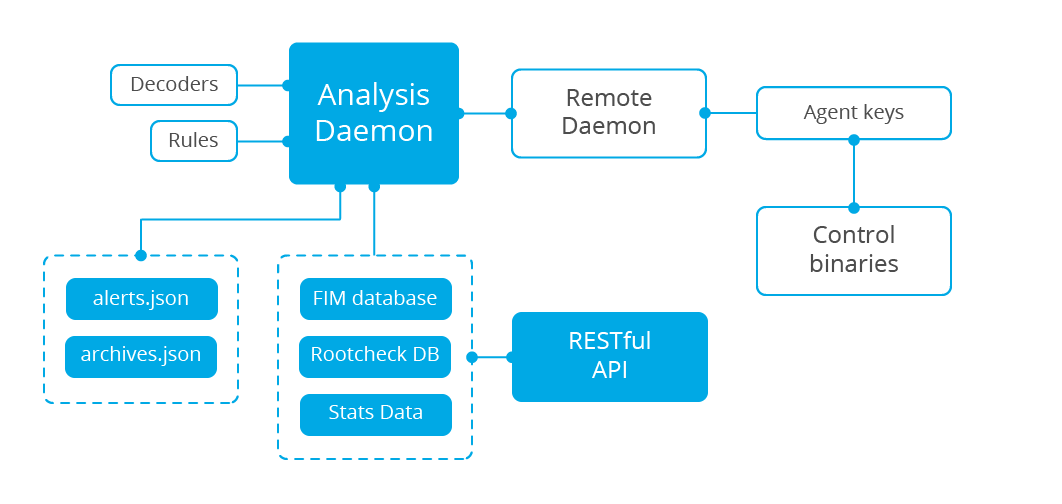 Decoders
Rules
Analysis
Daemon
Remote
Daemon
Agent keys
Control
binaries
alerts.json
archives.json
FIM database
Rootcheck DB
Stats Data
RESTful
API